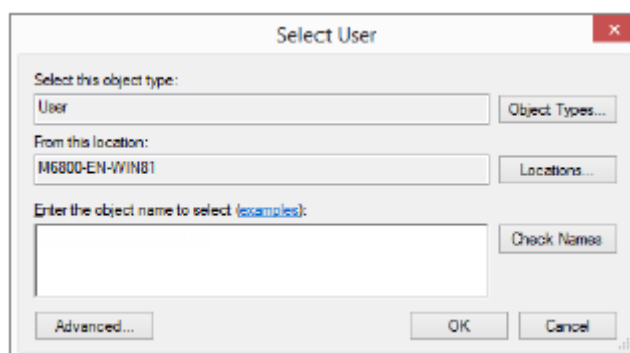 Select User
Select this object type:
User
Object Types...
From this location:
M6800-EN-WIN81
Locations...
Enter the object name to select (examples):
Check Names
Advanced...
OK
Cancel